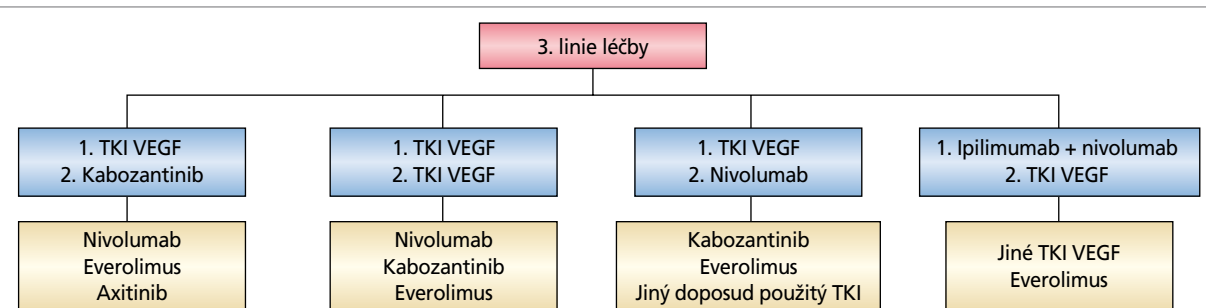 3. linie léčby
1. TKI VEGF
2. Kabozantinib
1. TKI VEGF
2. TKI VEGF
1. TKI VEGF
2. Nivolumab
1. Ipilimumab + nivolumab
2. TKI VEGF
Nivolumab
Everolimus
Axitinib
Nivolumab
Kabozantinib
Everolimus
Kabozantinib
Everolimus
Jiný doposud použitý TKI
Jiné TKI VEGF
Everolimus